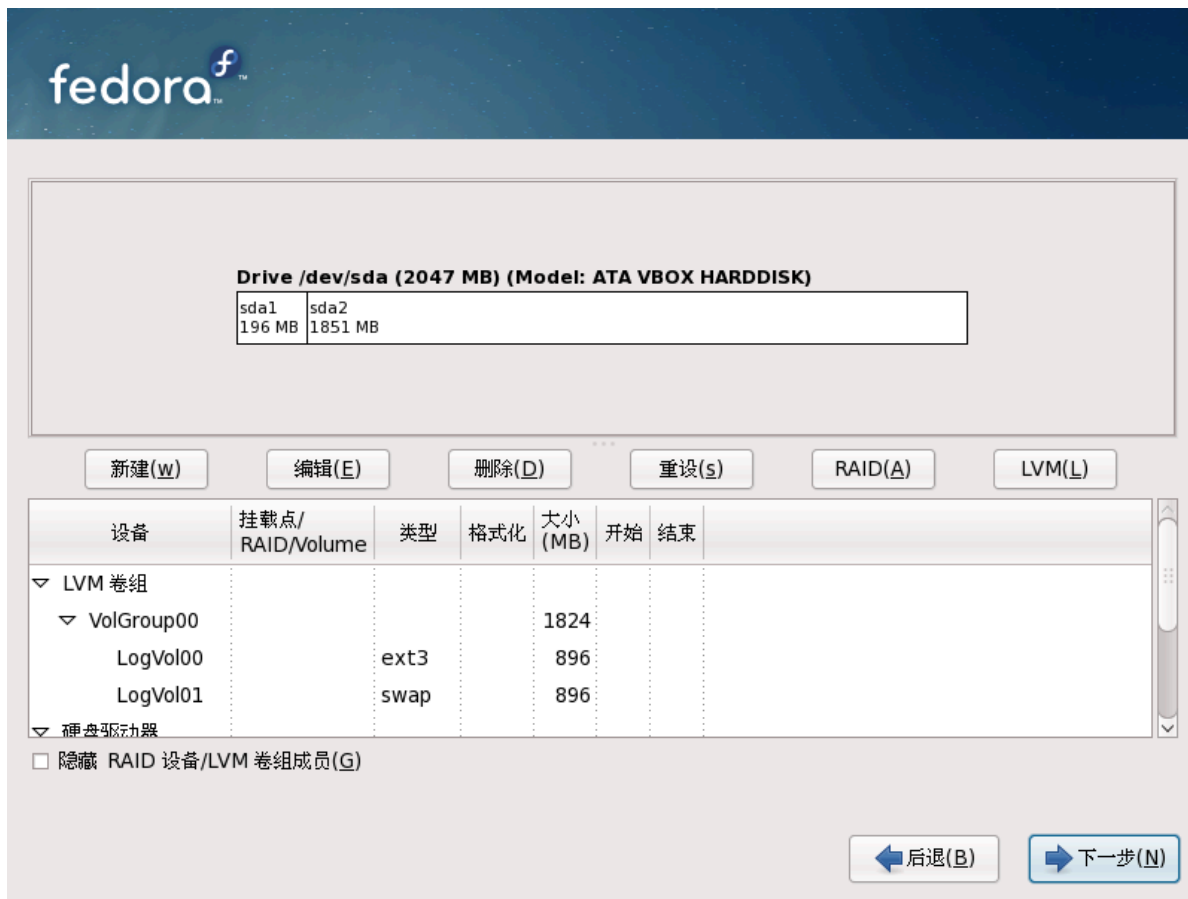 fedora
Drive /dev/sda (2047 MB) (Model: ATA VBOX HARDDISK)
sda1 sda2
196 MB 1851 MB
新建(w) 编辑(E) 删除(D) 重设(s) RAID(A) LVM(L)
设备 挂载点/ RAID/Volume 类型 格式化 大小 (MB) 开始 结束
LVM 卷组
VolGroup00 1824
LogVol00 ext3 896
LogVol01 swap 896
硬盘驱动器
隐藏 RAID 设备/LVM 卷组成员(G)
后退(B) 下一步(N)